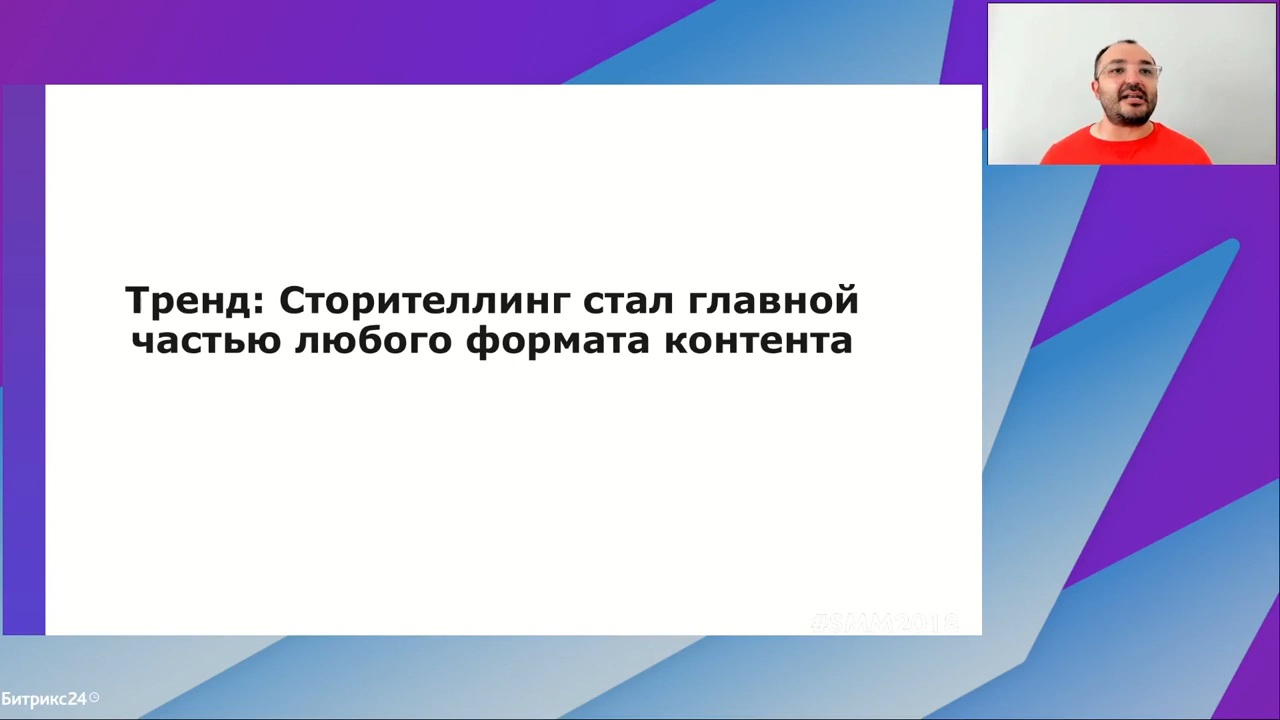 Тренд: Сторителлинг стал главной
частью любого формата контента
#SMM2018
Битрикс24